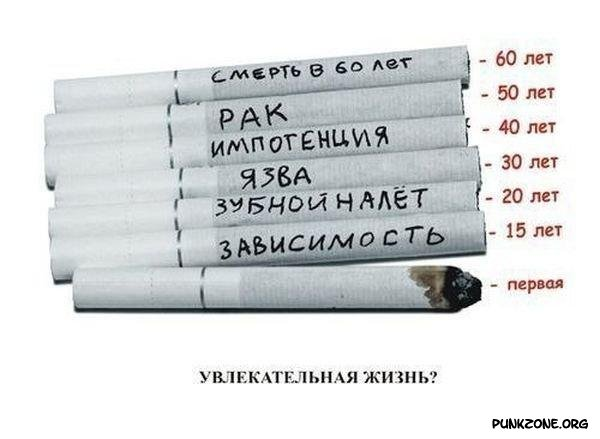 СМЕРТЬ В 60 ЛЕТ - 60 лет
РАК - 50 лет
ИМПОТЕНЦИЯ - 40 лет
ЯЗВА - 30 лет
ЗУБНОЙ НАЛЁТ - 20 лет
ЗАВИСИМОСТЬ - 15 лет
- первая
УВЛЕКАТЕЛЬНАЯ ЖИЗНЬ?
PUNKZONE.ORG